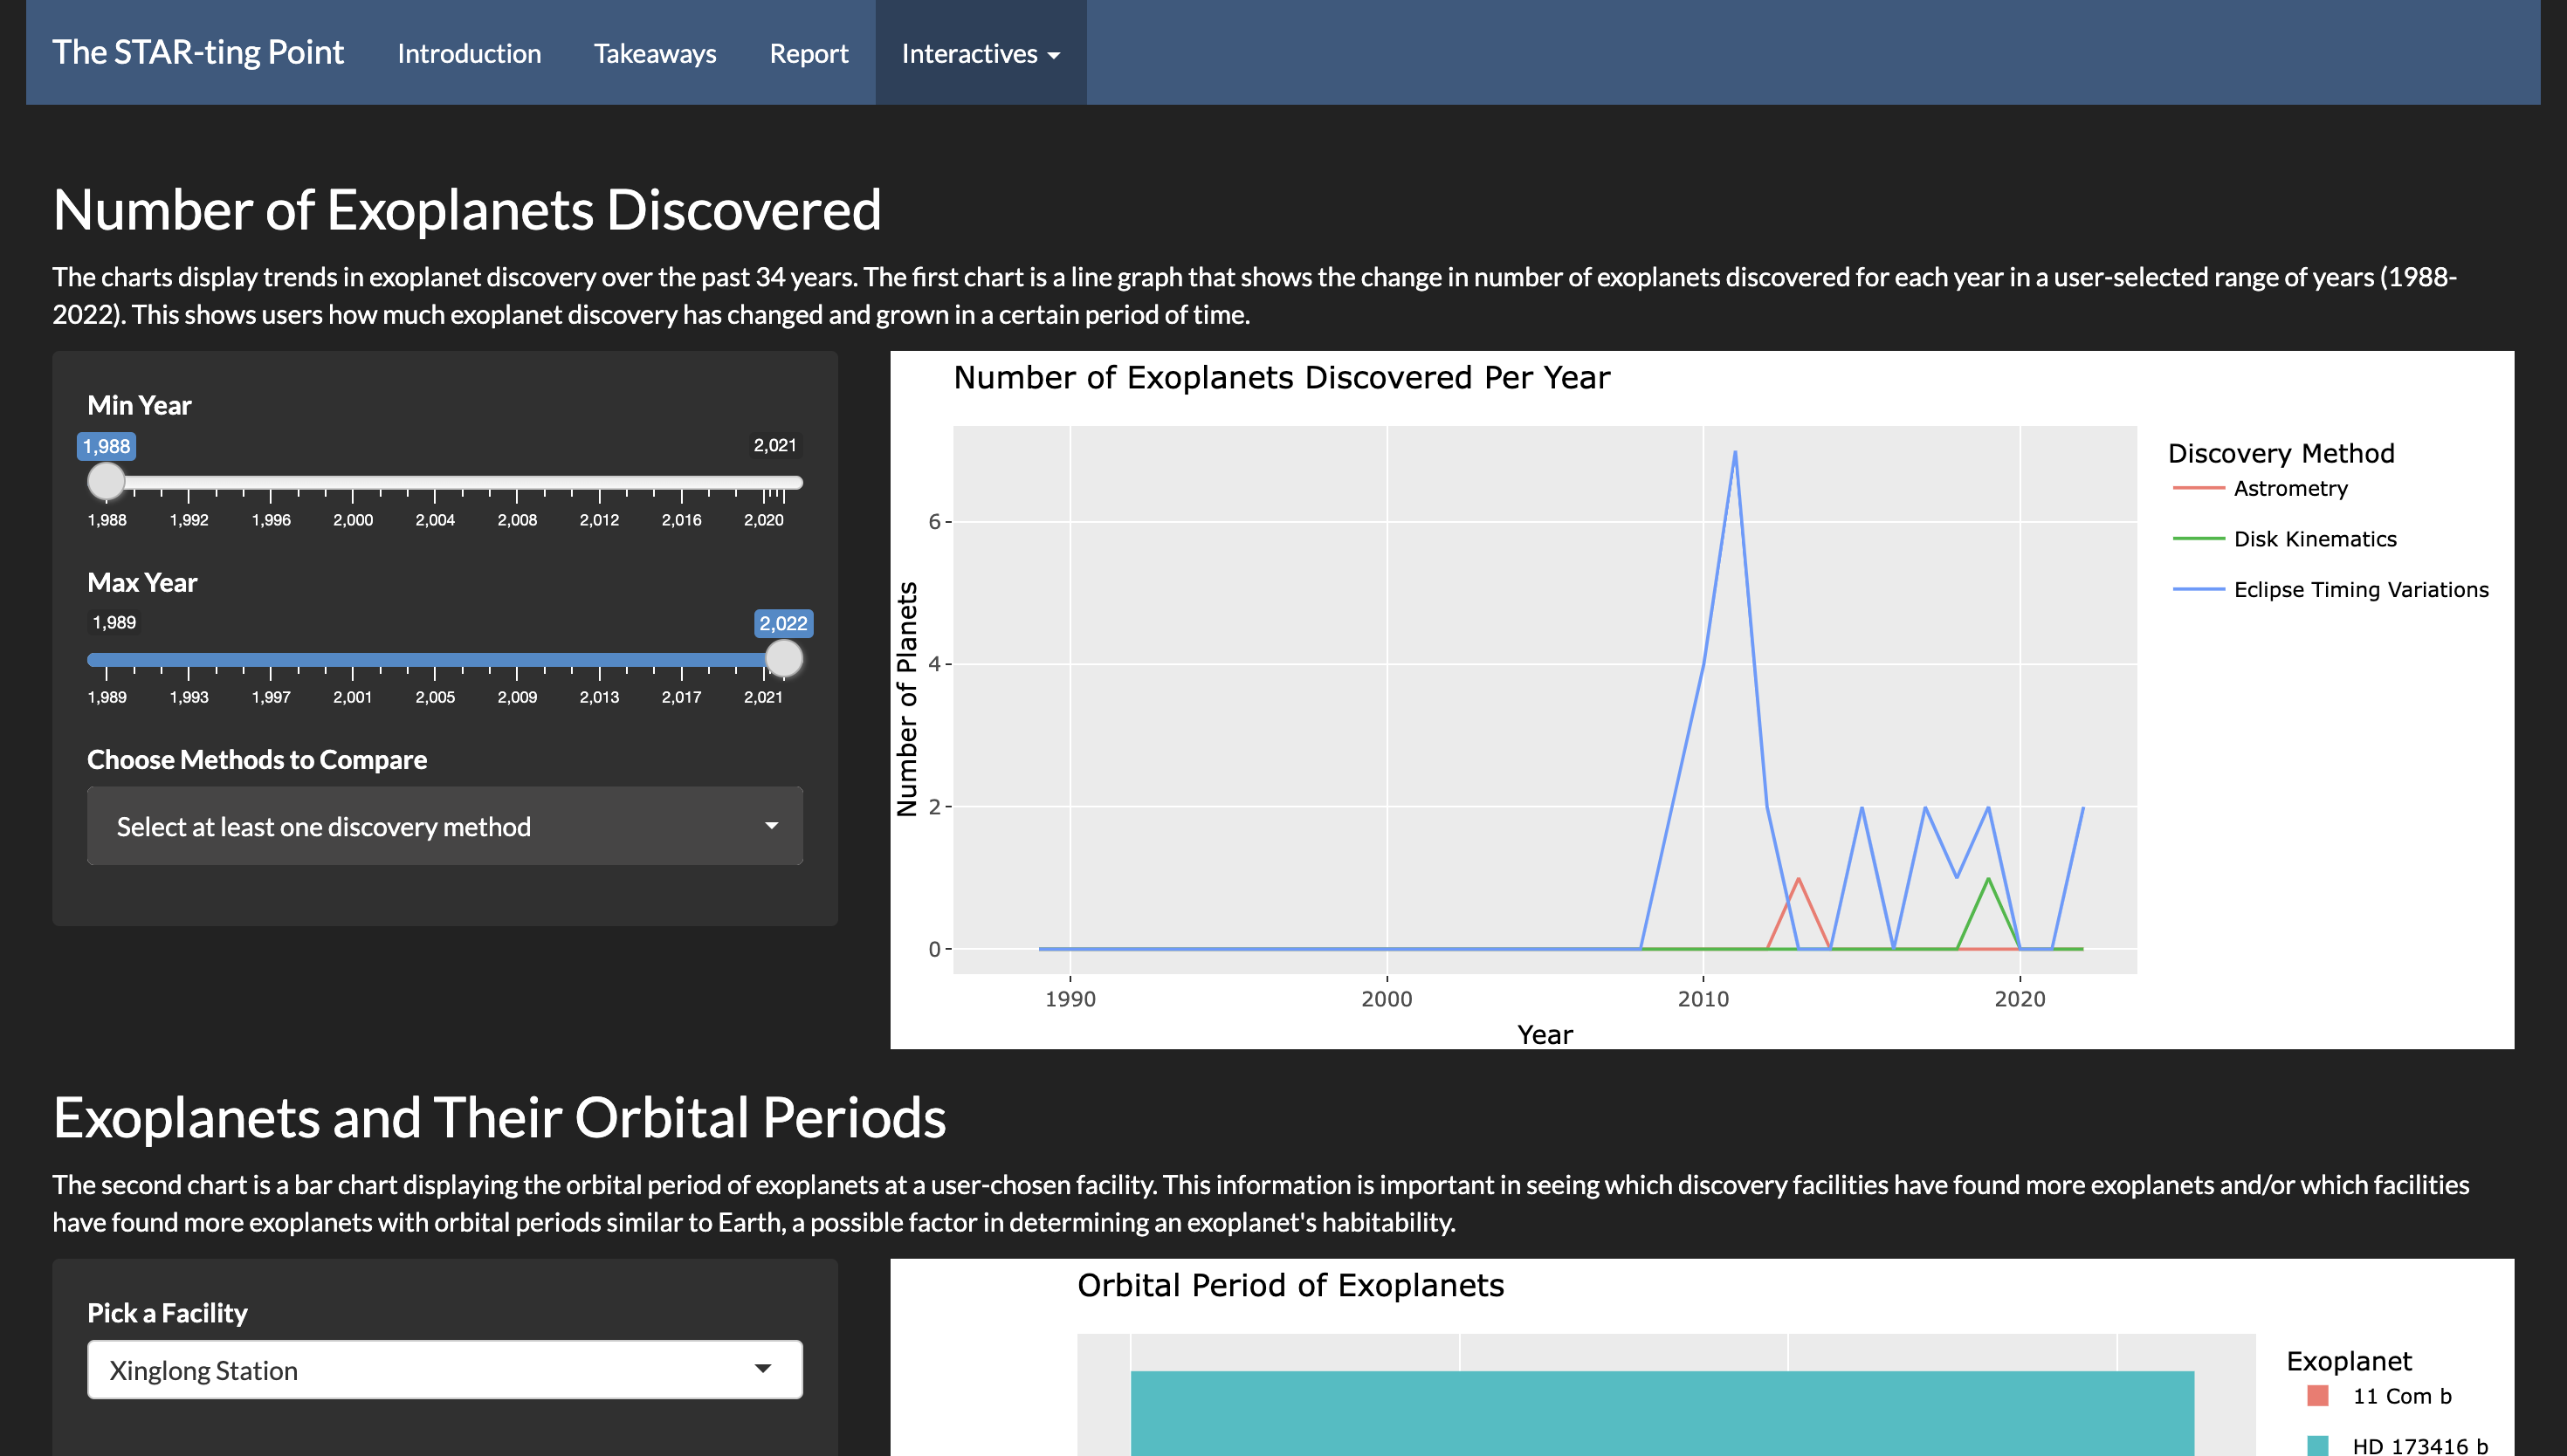 The STAR-ting Point Introduction Takeaways Report Interactives
Number of Exoplanets Discovered
The charts display trends in exoplanet discovery over the past 34 years. The first chart is a line graph that shows the change in number of exoplanets discovered for each year in a user-selected range of years (1988-
2022). This shows users how much exoplanet discovery has changed and grown in a certain period of time.
Min Year
1,988 2,021
1,988 1,992 1,996 2,000 2,004 2,008 2,012 2,016 2,020
Max Year
1,989 2,022
1,989 1,993 1,997 2,001 2,005 2,009 2,013 2,017 2,021
Choose Methods to Compare
Select at least one discovery method
Number of Exoplanets Discovered Per Year
Number of Planets
6
4
2
0
1990 2000 2010 2020
Year
Discovery Method
Astrometry
Disk Kinematics
Eclipse Timing Variations
Exoplanets and Their Orbital Periods
The second chart is a bar chart displaying the orbital period of exoplanets at a user-chosen facility. This information is important in seeing which discovery facilities have found more exoplanets and/or which facilities
have found more exoplanets with orbital periods similar to Earth, a possible factor in determining an exoplanet's habitability.
Pick a Facility
Xinglong Station
Orbital Period of Exoplanets
Exoplanet
11 Com b
HD 173416 b